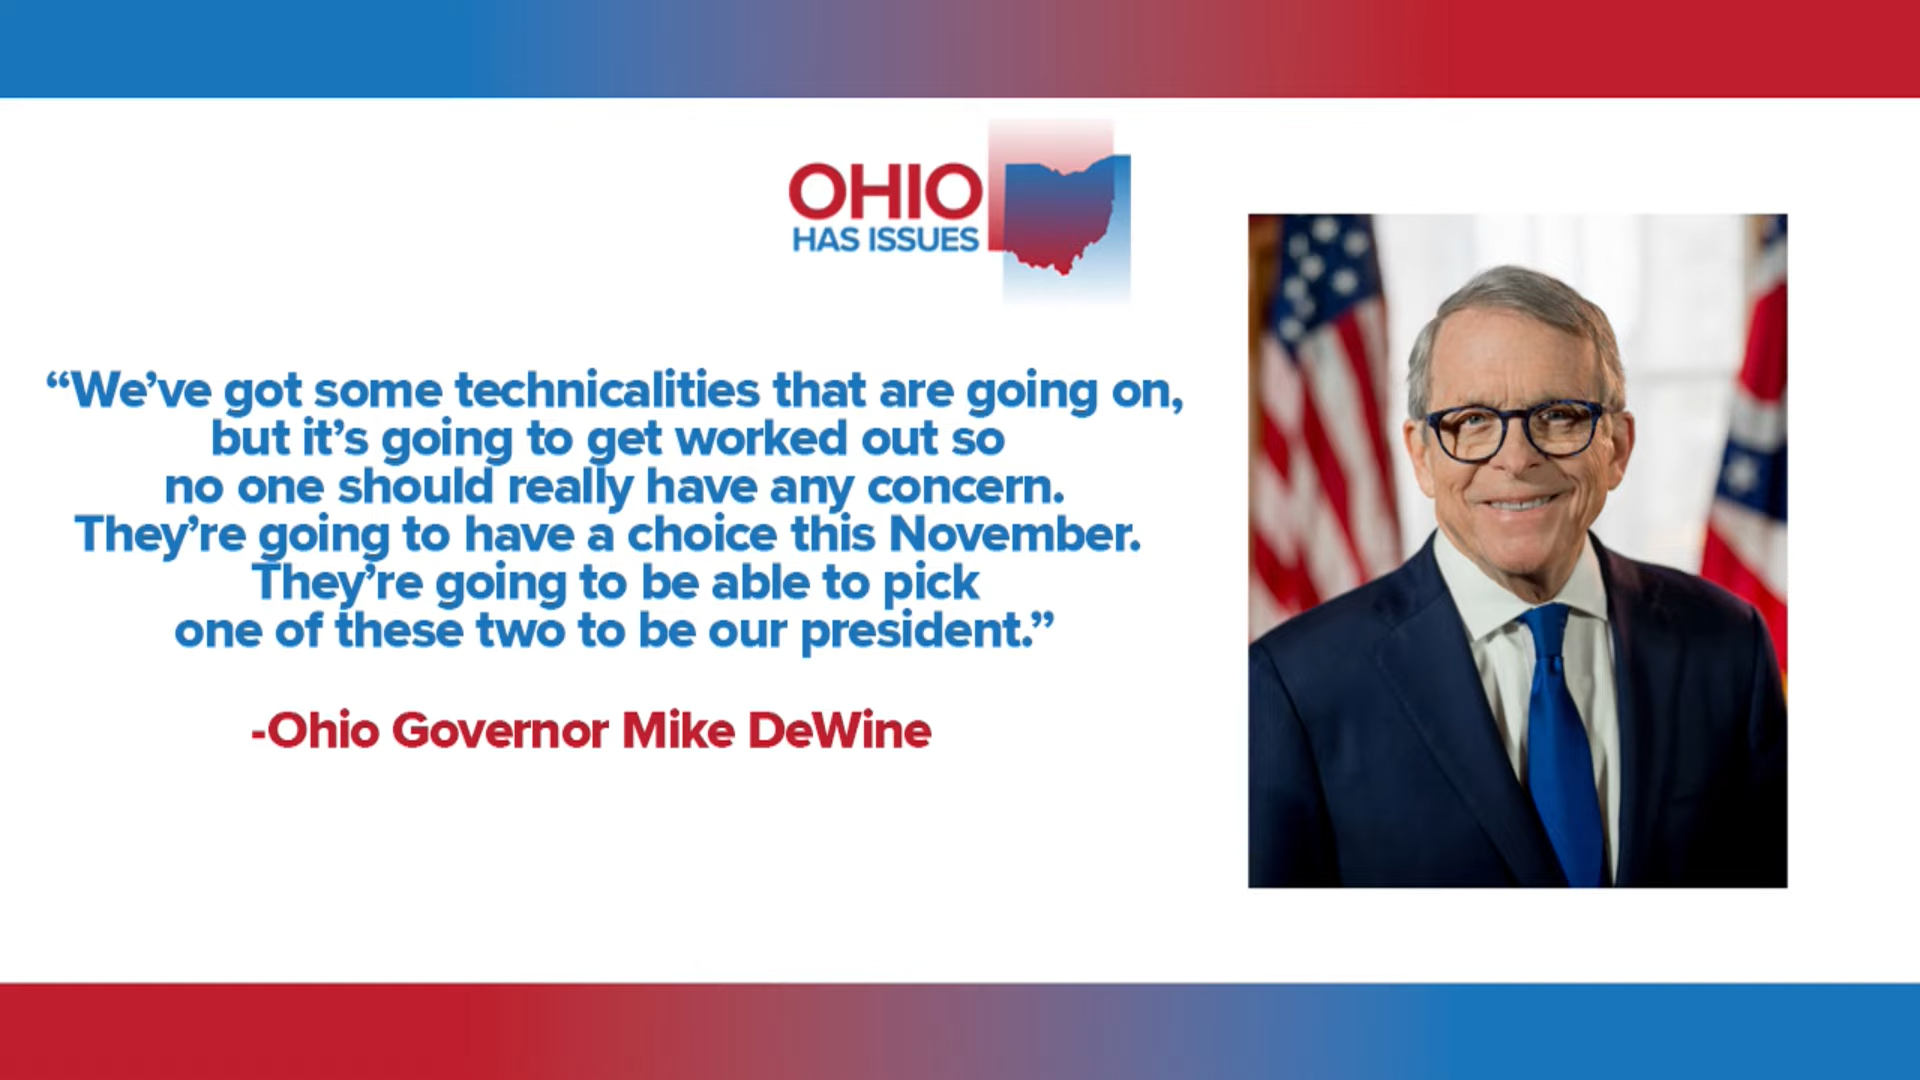 OHIO
HAS ISSUES
“We’ve got some technicalities that are going on,
but it’s going to get worked out so
no one should really have any concern.
They’re going to have a choice this November.
They’re going to be able to pick
one of these two to be our president.”
-Ohio Governor Mike DeWine